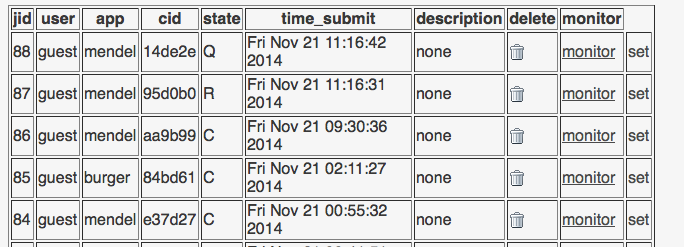 jid user app cid state time_submit description delete monitor
88 guest mendel 14de2e Q Fri Nov 21 11:16:42 2014 none monitor set
87 guest mendel 95d0b0 R Fri Nov 21 11:16:31 2014 none monitor set
86 guest mendel aa9b99 C Fri Nov 21 09:30:36 2014 none monitor set
85 guest burger 84bd61 C Fri Nov 21 02:11:27 2014 none monitor set
84 guest mendel e37d27 C Fri Nov 21 00:55:32 2014 none monitor set